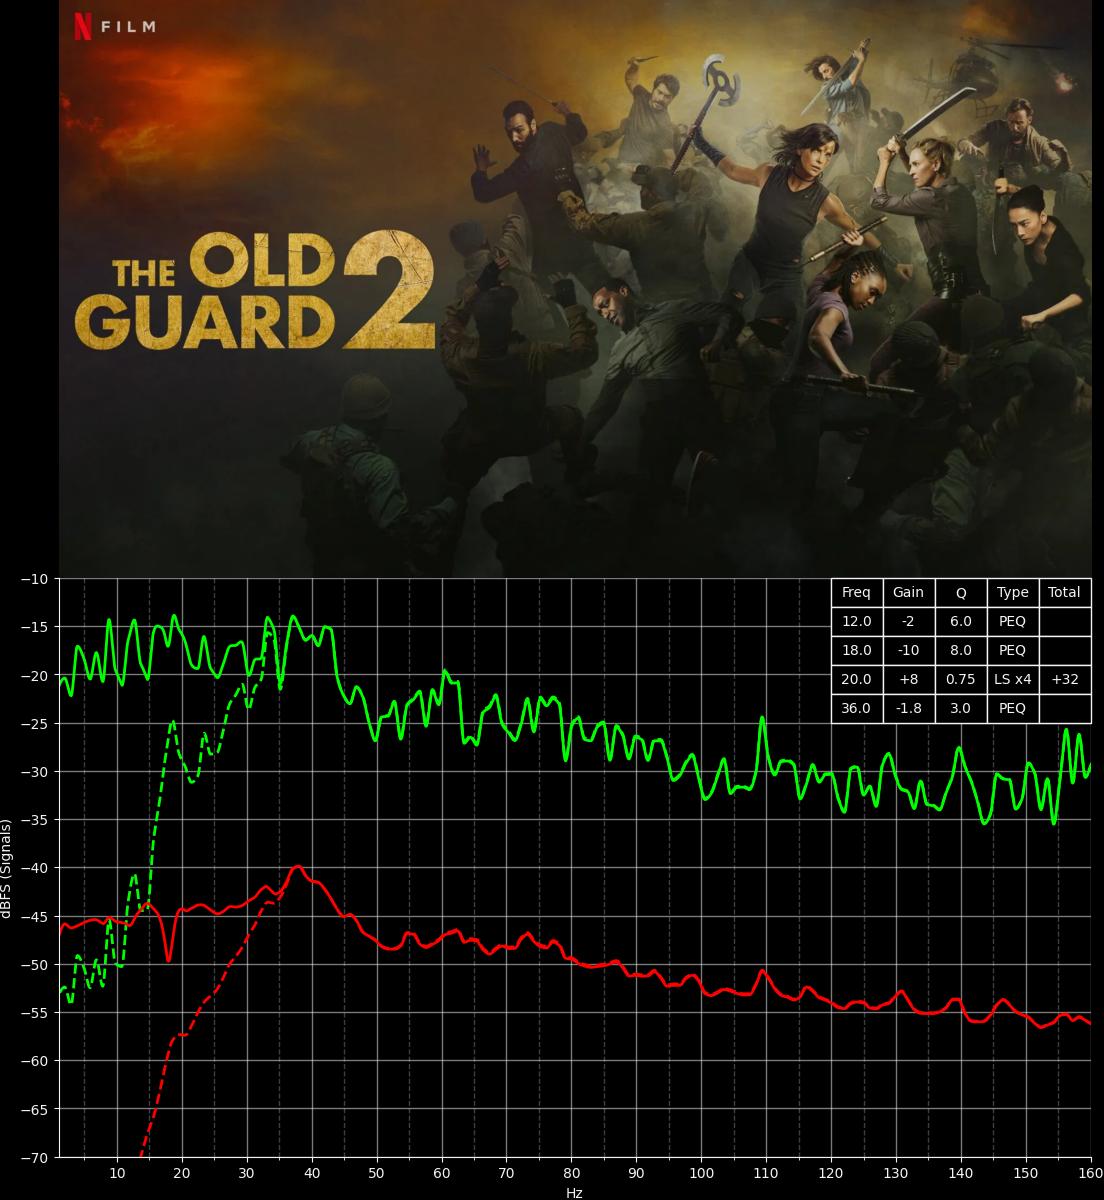 N FILM
THE OLD
GUARD 2
Freq Gain Q Type Total
12.0 -2 6.0 PEQ
18.0 -10 8.0 PEQ
20.0 +8 0.75 LS x4 +32
36.0 -1.8 3.0 PEQ
−10
−15
−20
−25
−30
−35
−40
−45
−50
−55
−60
−65
−70
dBFS (Signals)
10 20 30 40 50 60 70 80 90 100 110 120 130 140 150 160
Hz